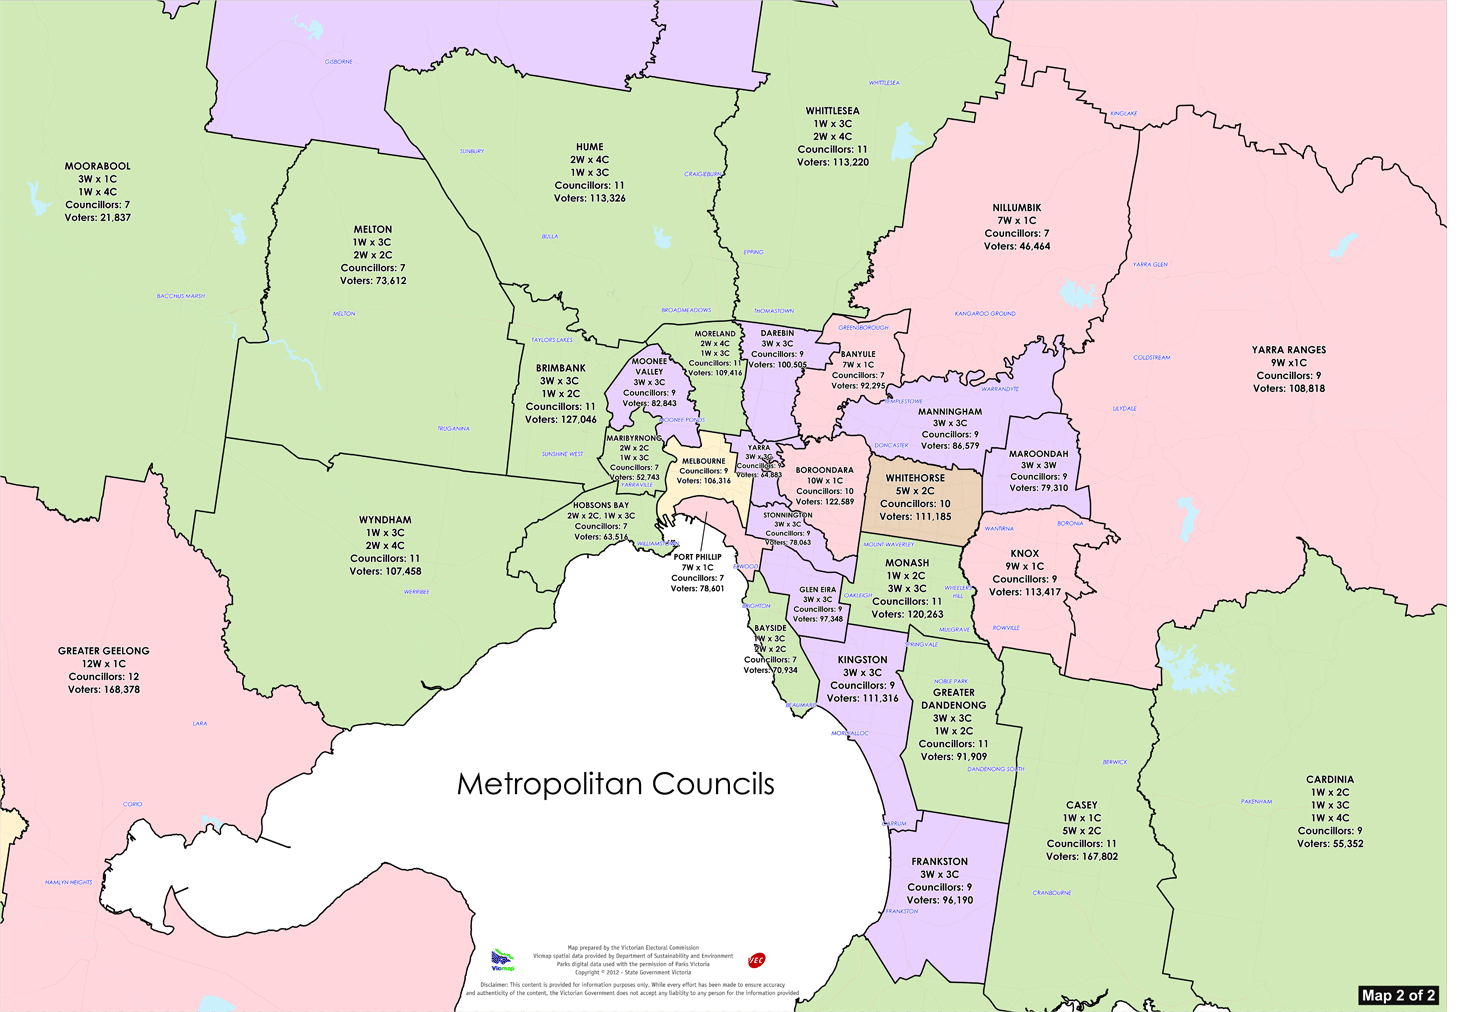 GISBORNE
WHITTLESEA
WHITTLESEA
1W x 3C
2W x 4C
Councillors: 11
Voters: 113,220
KINGLAKE
HUME
2W x 4C
1W x 3C
Councillors: 11
Voters: 113,326
SUNBURY
CRAIGIEBURN
BULLA
MOORABOOL
3W x 1C
1W x 4C
Councillors: 7
Voters: 21,837
BACCHUS MARSH
MELTON
1W x 3C
2W x 2C
Councillors: 7
Voters: 73,612
MELTON
NILLUMBIK
7W x 1C
Councillors: 7
Voters: 46,464
EPPING
YARRA GLEN
BROADMEADOWS
THOMASTOWN
KANGAROO GROUND
GREENSBOROUGH
TAYLORS LAKES
MORELAND
2W x 4C
1W x 3C
Councillors: 11
Voters: 109,416
DAREBIN
3W x 3C
Councillors: 9
Voters: 100,505
BANYULE
7W x 1C
Councillors: 7
Voters: 92,295
YARRA RANGES
9W x1C
Councillors: 9
Voters: 108,818
COLDSTREAM
BRIMBANK
3W x 3C
1W x 2C
Councillors: 11
Voters: 127,046
MOONEE
VALLEY
3W x 3C
Councillors: 9
Voters: 82,843
MOONEE PONDS
WARRANDYTE
TEMPLESTOWE
LILYDALE
TRUGANINA
SUNSHINE WEST
MANNINGHAM
3W x 3C
Councillors: 9
Voters: 86,579
DONCASTER
MARIBYRNONG
2W x 2C
1W x 3C
Councillors: 7
Voters: 52,743
YARRAVILLE
MELBOURNE
Councillors: 9
Voters: 106,316
YARRA
3W x 3C
Councillors: 9
Voters: 64,883
BOROONDARA
10W x 1C
Councillors: 10
Voters: 122,589
WHITEHORSE
5W x 2C
Councillors: 10
Voters: 111,185
MAROONDAH
3W x 3W
Councillors: 9
Voters: 79,310
HOBSONS BAY
2W x 2C, 1W x 3C
Councillors: 7
Voters: 63,516
WILLIAMSTOWN
STONNINGTON
3W x 3C
Councillors: 9
Voters: 78,063
WANTIRNA
BORONIA
WYNDHAM
1W x 3C
2W x 4C
Councillors: 11
Voters: 107,458
WERRIBEE
PORT PHILLIP
7W x 1C
Councillors: 7
Voters: 78,601
ELWOOD
MOUNT WAVERLEY
MONASH
1W x 2C
3W x 3C
Councillors: 11
Voters: 120,263
WHEELERS
HILL
OAKLEIGH
MULGRAVE
KNOX
9W x 1C
Councillors: 9
Voters: 113,417
ROWVILLE
GLEN EIRA
3W x 3C
Councillors: 9
Voters: 97,348
BRIGHTON
BAYSIDE
1W x 3C
2W x 2C
Councillors: 7
Voters: 70,934
BEAUMARIS
SPRINGVALE
GREATER GEELONG
12W x 1C
Councillors: 12
Voters: 168,378
LARA
KINGSTON
3W x 3C
Councillors: 9
Voters: 111,316
MORDIALLOC
NOBLE PARK
GREATER
DANDENONG
3W x 3C
1W x 2C
Councillors: 11
Voters: 91,909
DANDENONG SOUTH
BERWICK
Metropolitan Councils
CORIO
CARRUM
CASEY
1W x 1C
5W x 2C
Councillors: 11
Voters: 167,802
CRANBOURNE
PAKENHAM
CARDINIA
1W x 2C
1W x 3C
1W x 4C
Councillors: 9
Voters: 55,352
HAMLYN HEIGHTS
FRANKSTON
3W x 3C
Councillors: 9
Voters: 96,190
FRANKSTON
Vicmap
Map prepared by the Victorian Electoral Commission
Vicmap spatial data provided by Department of Sustainability and Environment
Parks digital data used with the permission of Parks Victoria
Copyright © 2012 - State Government Victoria
VEC
Disclaimer: This content is provided for information purposes only. While every effort has been made to ensure accuracy
and authenticity of the content, the Victorian Government does not accept any liability to any person for the information provided
Map 2 of 2